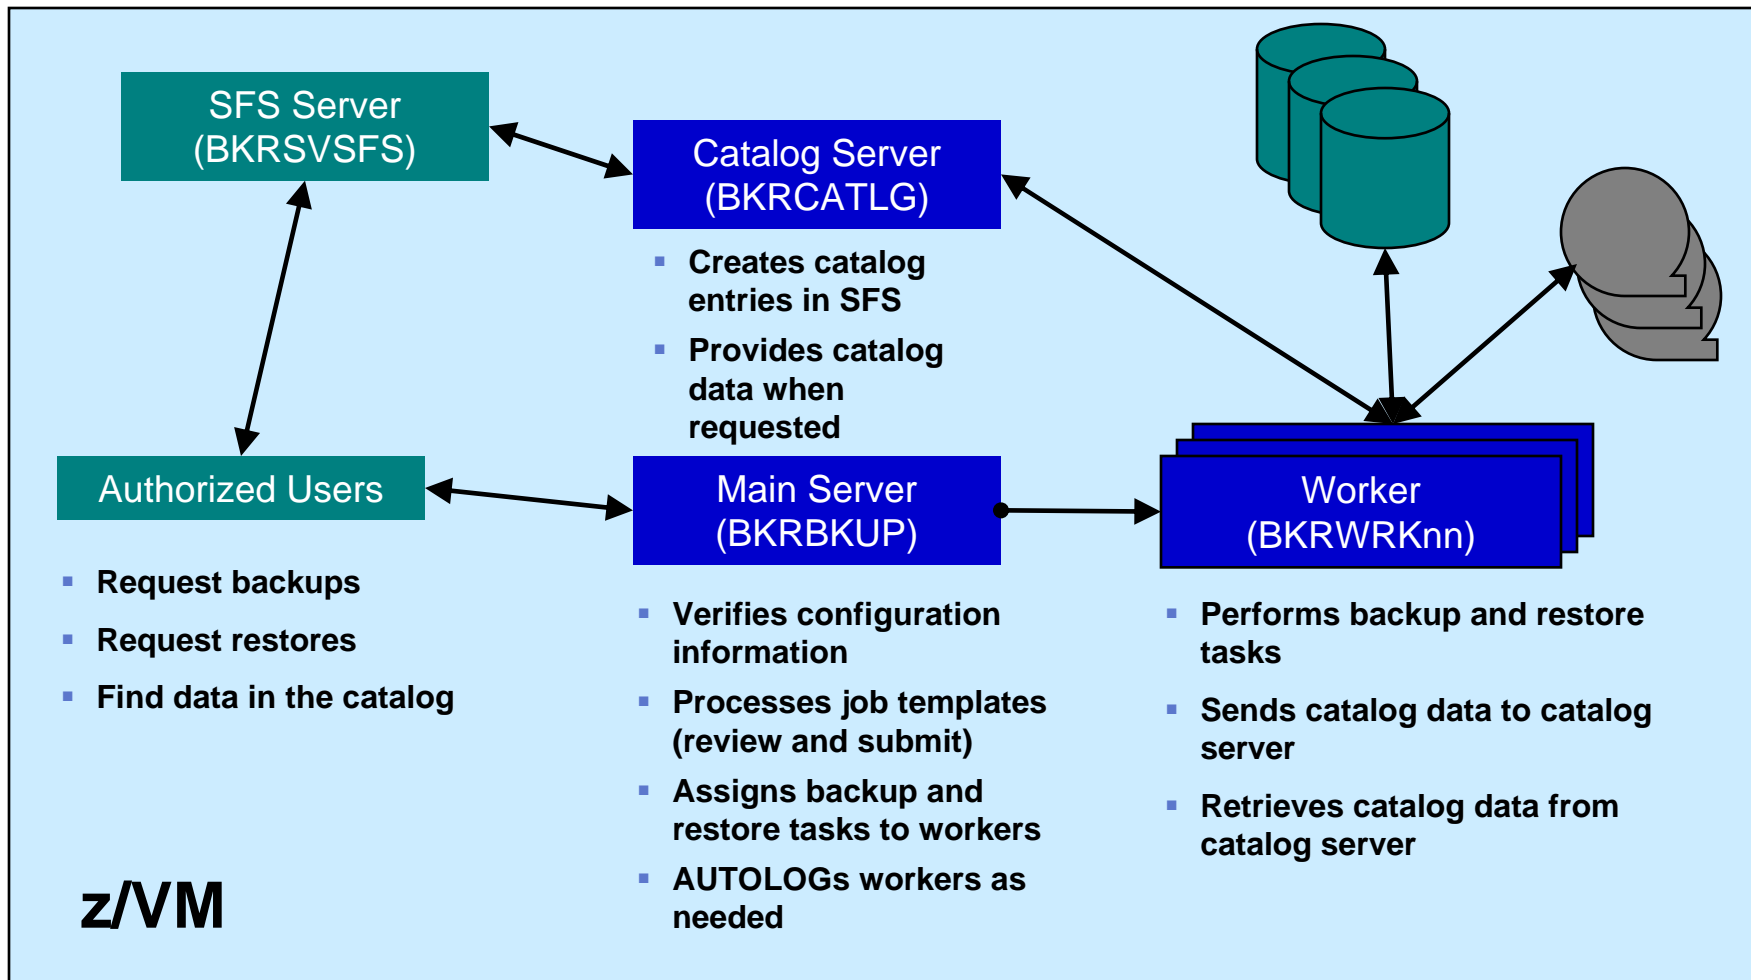 SFS Server
(BKRSVSFS)
Catalog Server
(BKRCATLG)
▪ Creates catalog
entries in SFS
▪ Provides catalog
data when
requested
Authorized Users
▪ Request backups
▪ Request restores
▪ Find data in the catalog
Main Server
(BKRBKUP)
▪ Verifies configuration
information
▪ Processes job templates
(review and submit)
▪ Assigns backup and
restore tasks to workers
▪ AUTOLOGs workers as
needed
Worker
(BKRWRKnn)
▪ Performs backup and restore
tasks
▪ Sends catalog data to catalog
server
▪ Retrieves catalog data from
catalog server
z/VM